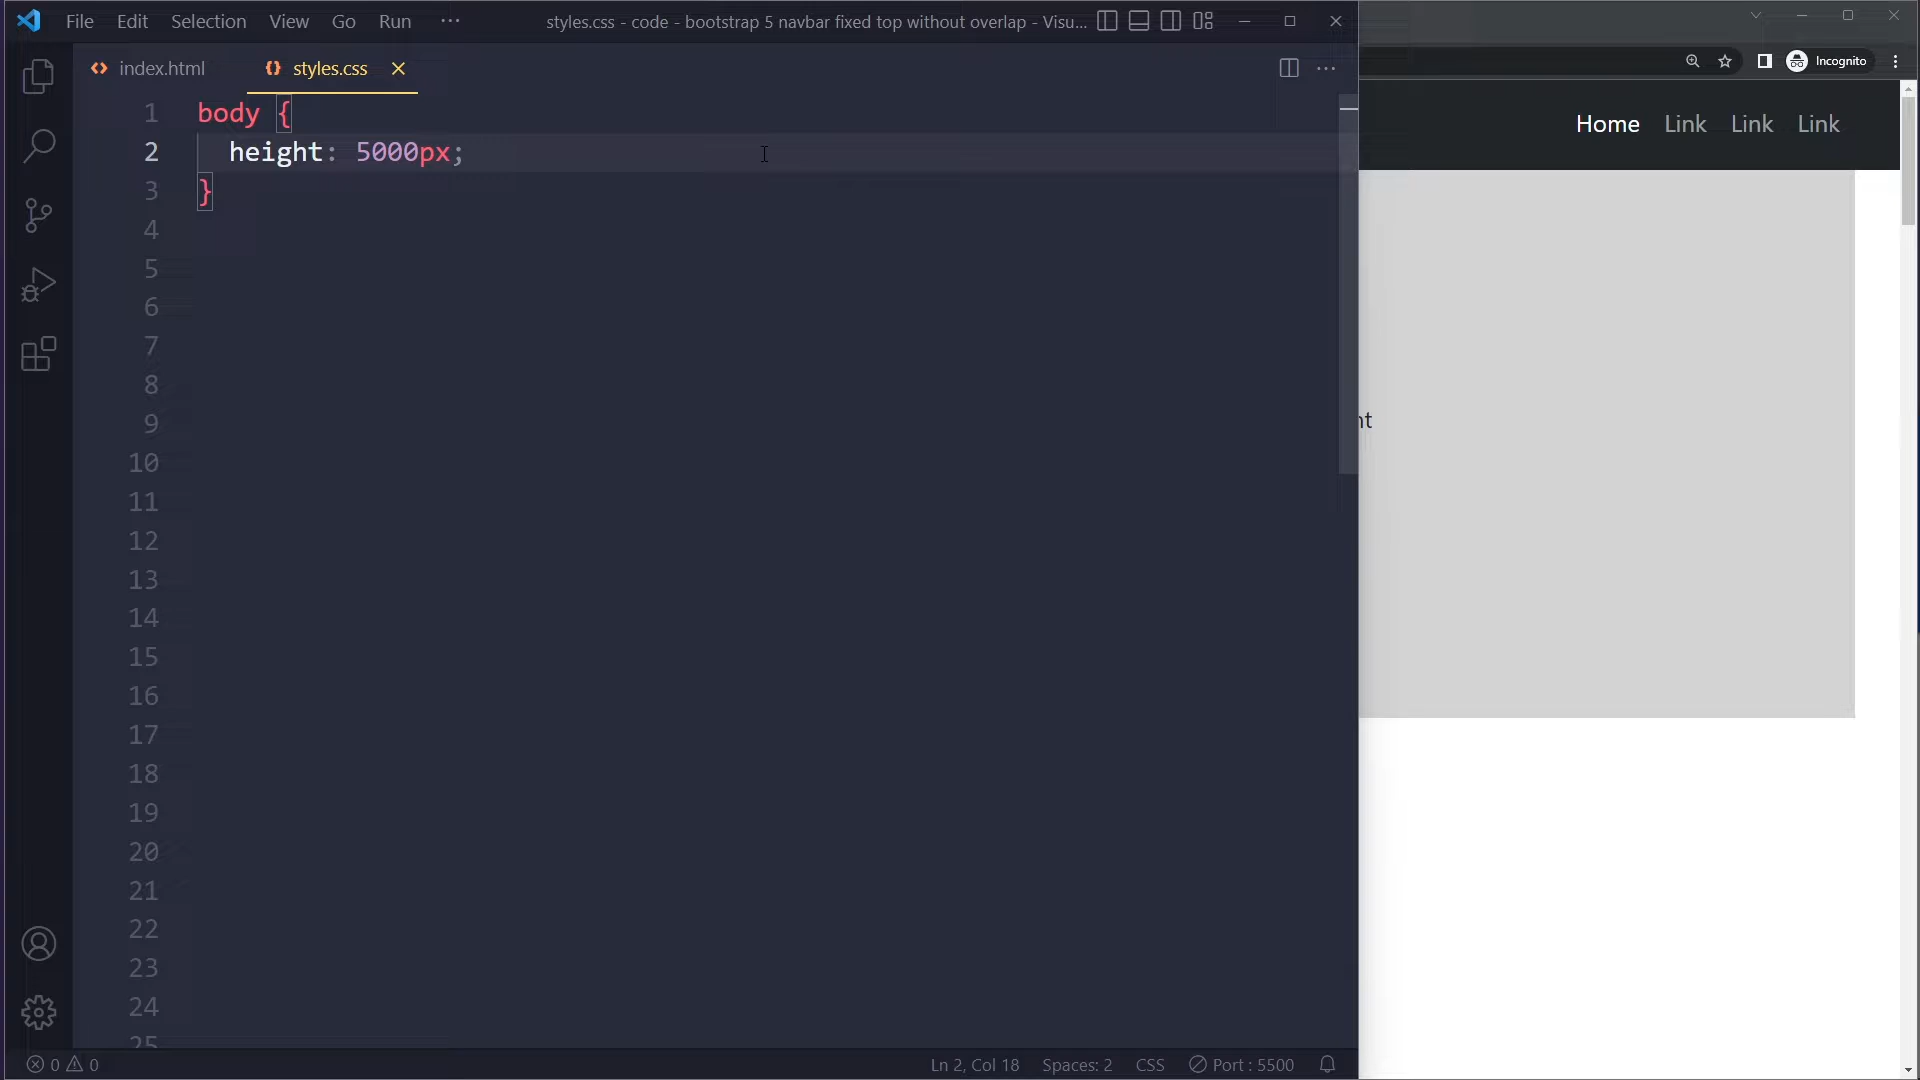 File Edit Selection View Go Run ··· styles.css - code - bootstrap 5 navbar fixed top without overlap - Visu...
index.html {} styles.css
Incognito
1 body {
2 height: 5000px;
3 }
4
5
6
7
8
9
10
11
12
13
14
15
16
17
18
19
20
21
22
23
24
25
Home Link Link Link
nt
0 0 Ln 2, Col 18 Spaces: 2 CSS Port : 5500